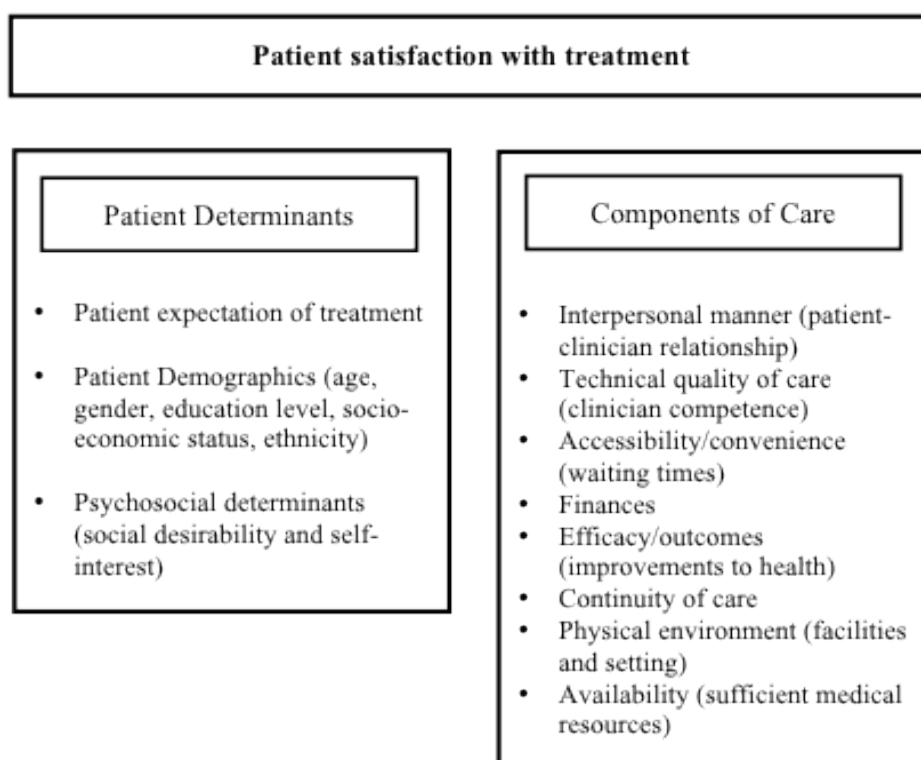 Patient satisfaction with treatment
Patient Determinants
• Patient expectation of treatment
• Patient Demographics (age,
gender, education level, socio-
economic status, ethnicity)
• Psychosocial determinants
(social desirability and self-
interest)
Components of Care
• Interpersonal manner (patient-
clinician relationship)
• Technical quality of care
(clinician competence)
• Accessibility/convenience
(waiting times)
• Finances
• Efficacy/outcomes
(improvements to health)
• Continuity of care
• Physical environment (facilities
and setting)
• Availability (sufficient medical
resources)